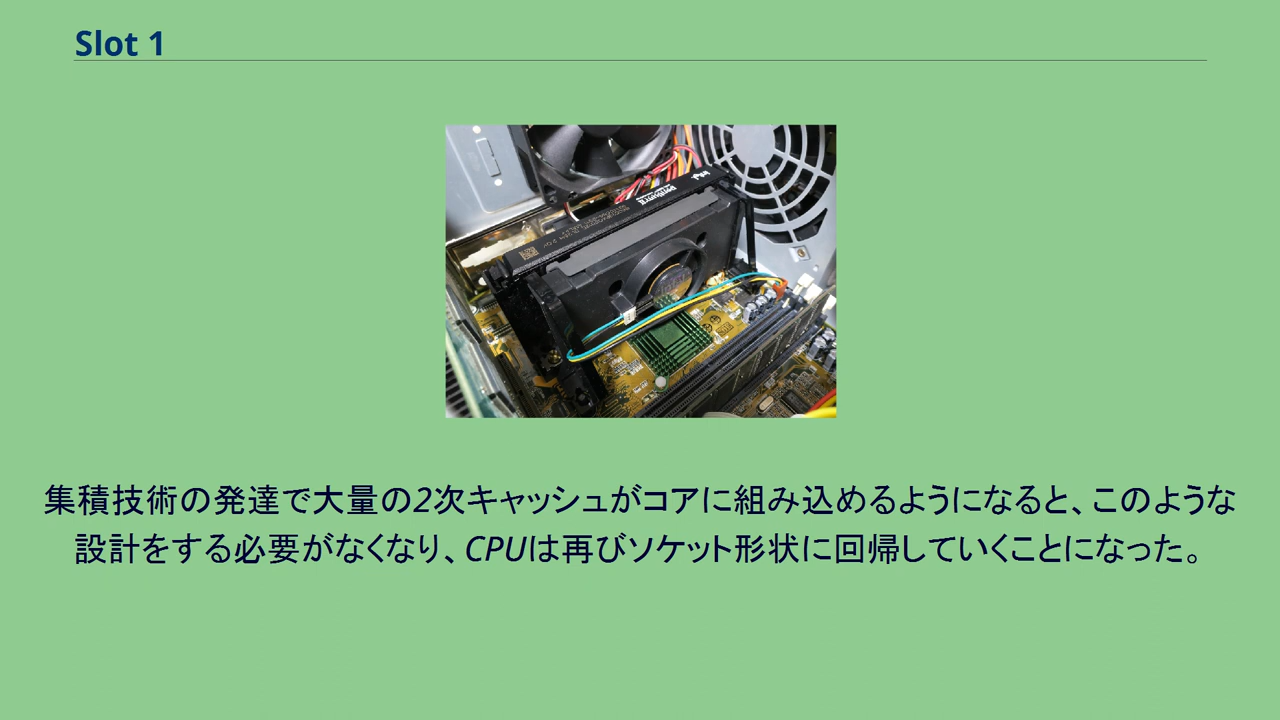 Slot 1
集積技術の発達で大量の2次キャッシュがコアに組み込めるようになると、このような
設計をする必要がなくなり、CPUは再びソケット形状に回帰していくことになった。